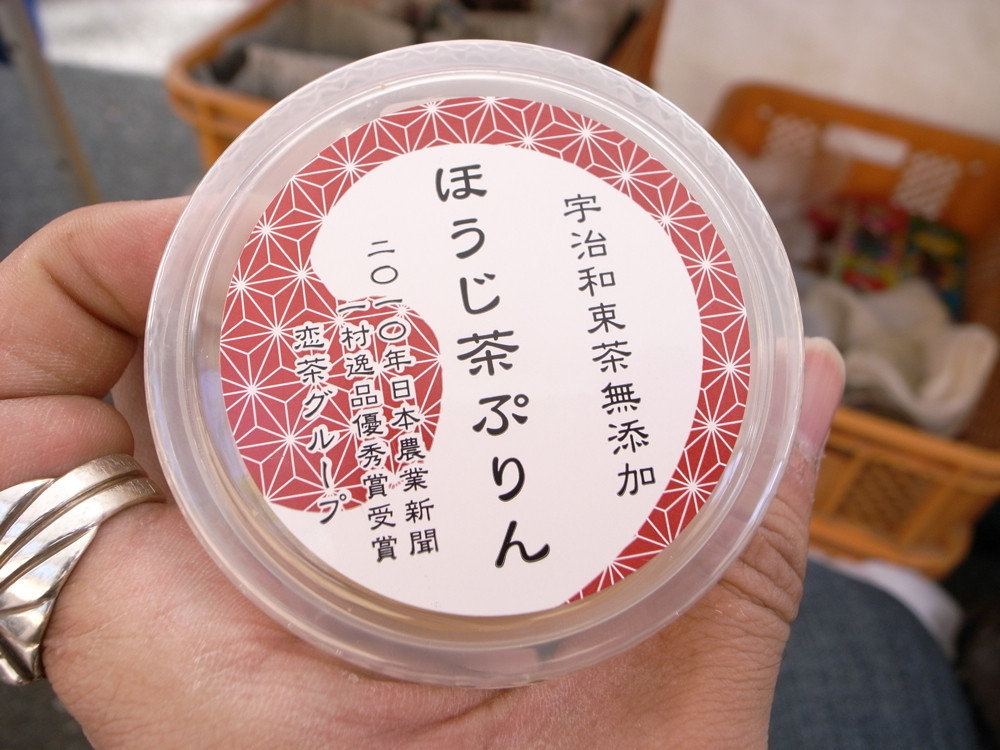 宇治和束茶無添加
ほうじ茶ぷりん
二〇一〇年日本農業新聞
一村逸品優秀賞受賞
恋茶グループ